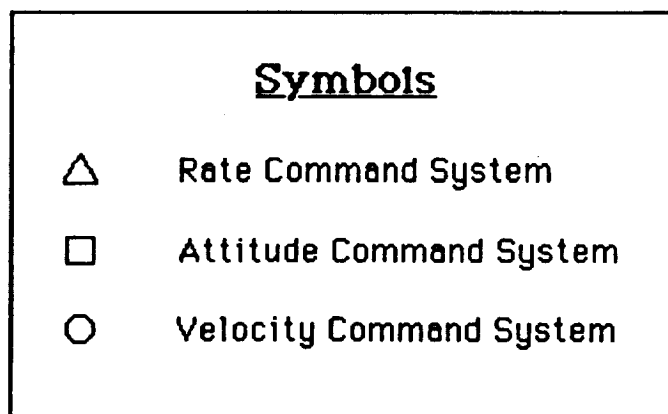 Symbols
Rate Command System
Attitude Command System
Velocity Command System